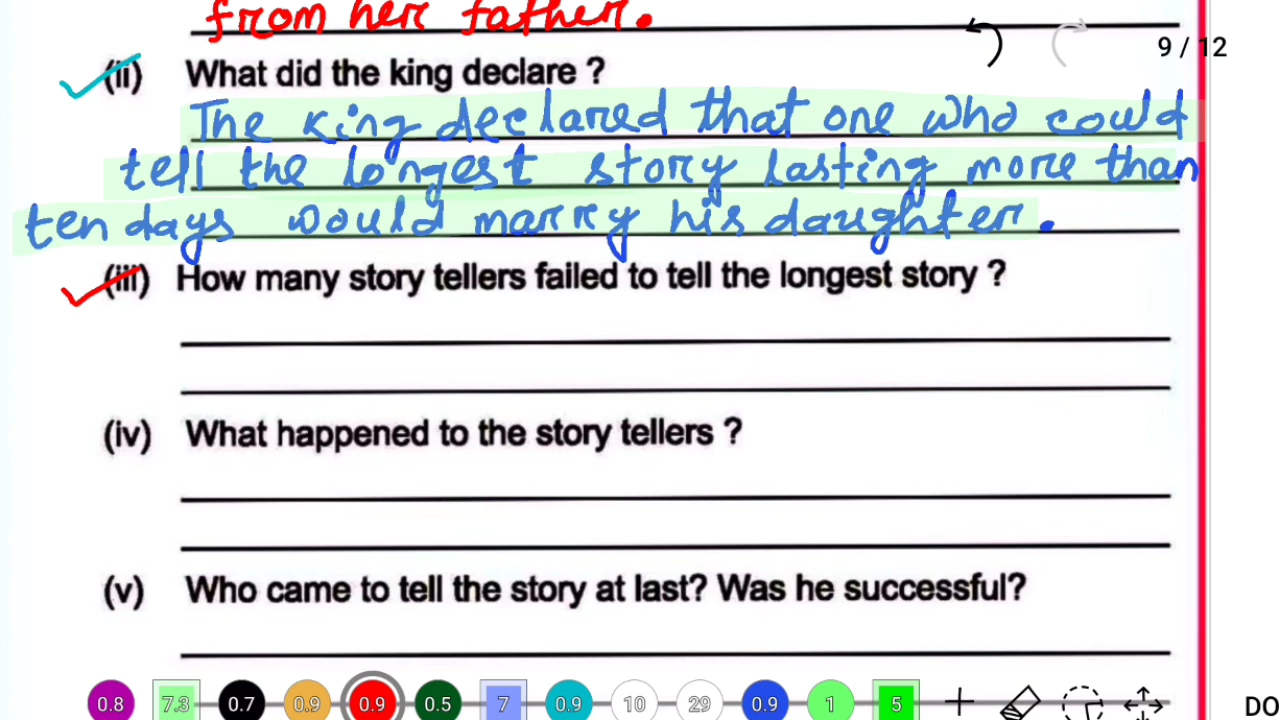 from her father.
9 / 12
(ii) What did the king declare ?
The king declared that one who could
tell the longest story lasting more than
ten days would marry his daughter.
(iii) How many story tellers failed to tell the longest story ?
(iv) What happened to the story tellers ?
(v) Who came to tell the story at last? Was he successful?
0.8 7.3 0.7 0.9 0.9 0.5 7 0.9 10 29 0.9 1 5 DO